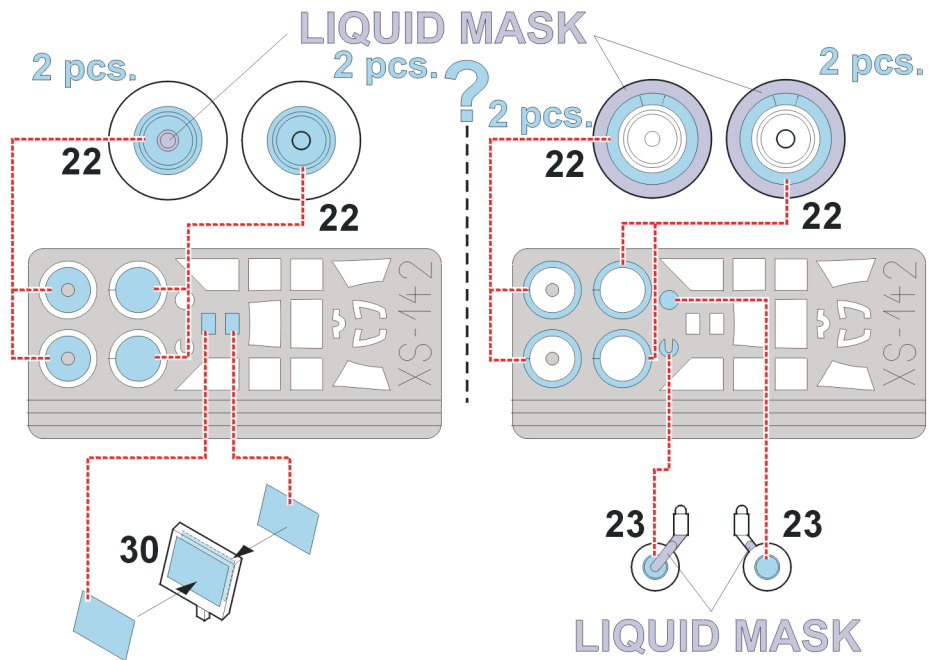 LIQUID MASK
2 pcs.
2 pcs.
?
2 pcs.
2 pcs.
22
22
22
22
XS-142
XS-142
30
23
23
LIQUID MASK